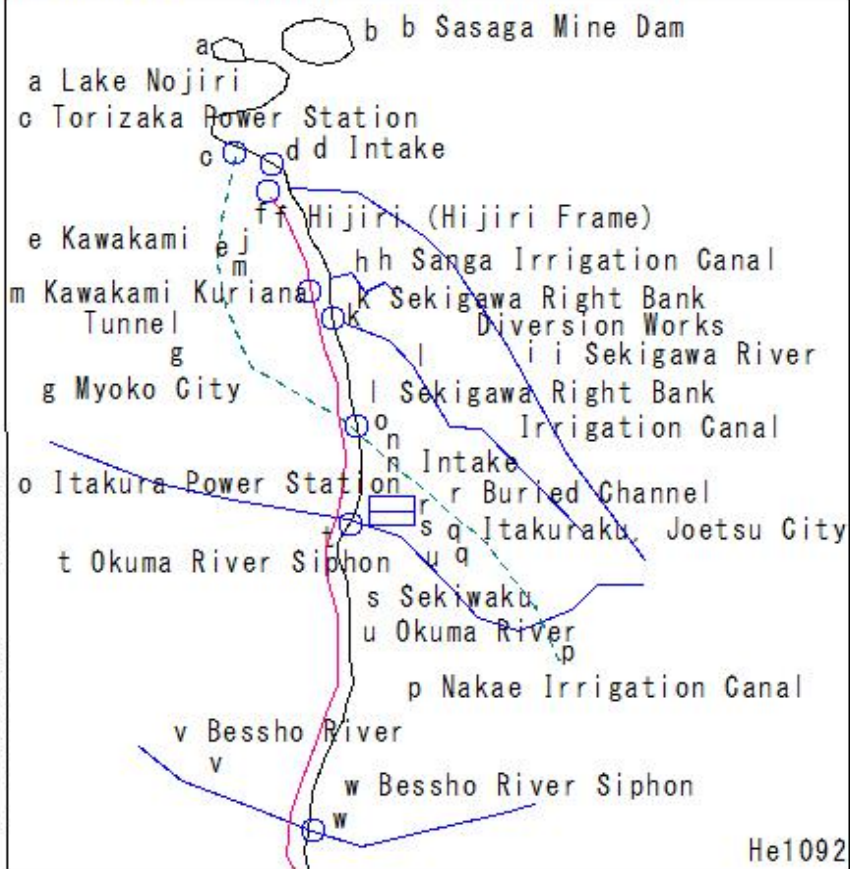 b b Sasaga Mine Dam
a
a Lake Nojiri
c Torizaka Power Station
c
d d Intake
f f Hijiri (Hijiri Frame)
e Kawakami e j
m
h h Sanga Irrigation Canal
m Kawakami Kuriana
Tunnel
k k Sekigawa Right Bank
Diversion Works
g
l
i i Sekigawa River
g Myoko City
l Sekigawa Right Bank
Irrigation Canal
o
n
n Intake
o Itakura Power Station
r r Buried Channel
s q Itakuraku, Joetsu City
t
u q
t Okuma River Siphon
s Sekiwaku
u Okuma River
p
p Nakae Irrigation Canal
v Bessho River
v
w Bessho River Siphon
w
He1092